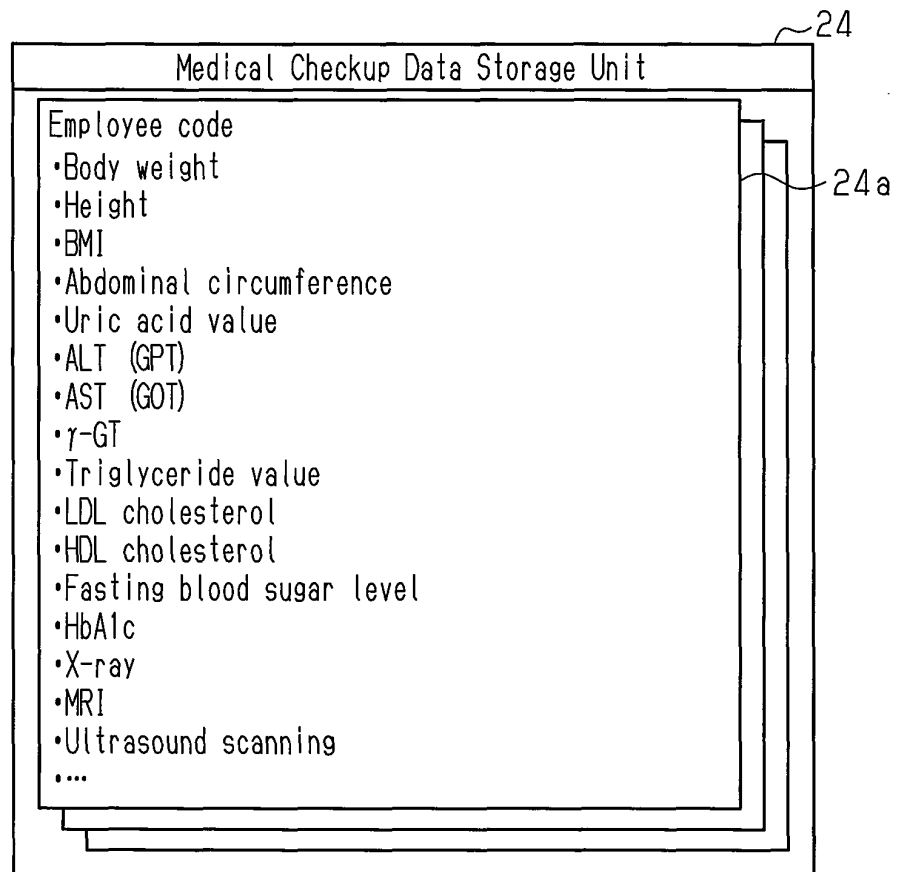 24
Medical Checkup Data Storage Unit
Employee code
24a
•Body weight
•Height
•BMI
•Abdominal circumference
•Uric acid value
•ALT (GPT)
•AST (GOT)
•γ-GT
•Triglyceride value
•LDL cholesterol
•HDL cholesterol
•Fasting blood sugar level
•HbA1c
•X-ray
•MRI
•Ultrasound scanning
•…